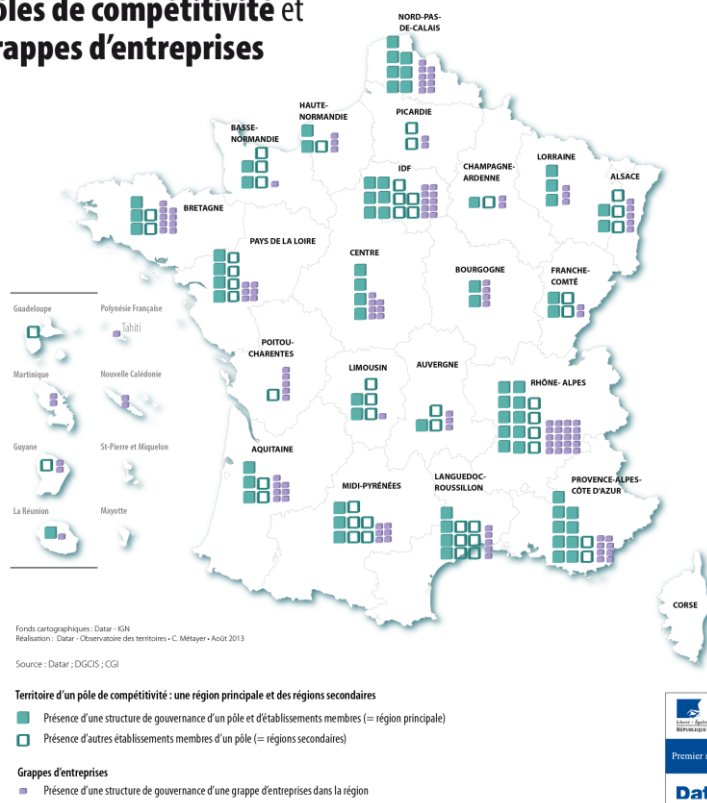 ôles de compétitivité et
rappes d'entreprises
NORD-PAS-
DE-CALAIS
HAUTE-
NORMANDIE
PICARDIE
BASSE-
NORMANDIE
IDF
CHAMPAGNE-
ARDENNE
LORRAINE
ALSACE
BRETAGNE
PAYS DE LA LOIRE
CENTRE
BOURGOGNE
FRANCHE-
COMTÉ
Guadeloupe
Polynésie Française
Tahiti
POITOU-
CHARENTES
LIMOUSIN
AUVERGNE
RHÔNE- ALPES
Martinique
Nouvelle Calédonie
Guyane
St-Pierre et Miquelon
AQUITAINE
MIDI-PYRÉNÉES
LANGUEDOC-
ROUSSILLON
PROVENCE-ALPES-
CÔTE D'AZUR
La Réunion
Mayotte
CORSE
Fonds cartographiques : Datar - IGN
Réalisation : Datar - Observatoire des territoires • C. Métayer • Août 2013
Source : Datar ; DGCIS ; CGI
Territoire d'un pôle de compétitivité : une région principale et des régions secondaires
Présence d'une structure de gouvernance d'un pôle et d'établissements membres (= région principale)
Présence d'autres établissements membres d'un pôle (= régions secondaires)
Grappes d'entreprises
Présence d'une structure de gouvernance d'une grappe d'entreprises dans la région
RÉPUBLIQUE
Premier
Dat